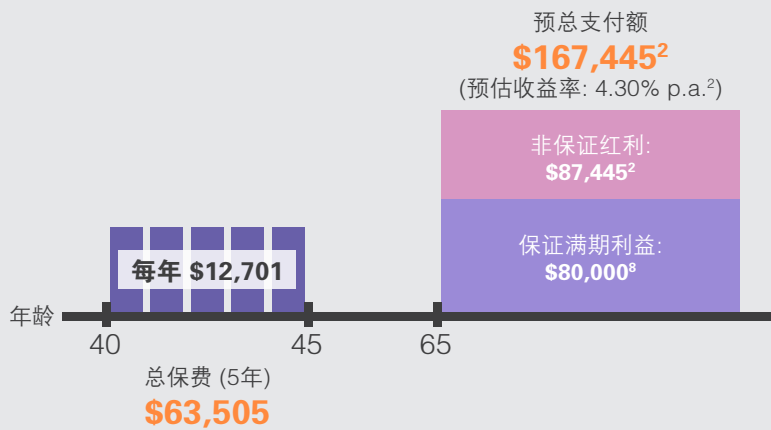 预总支付额
$167,445²
(预估收益率: 4.30% p.a.²)
非保证红利:
$87,445²
保证满期利益:
$80,000⁸
每年 $12,701
年龄
40
45
65
总保费 (5年)
$63,505